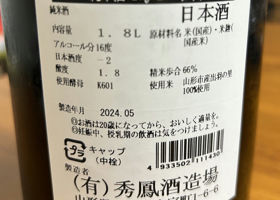 純米酒
日本酒
内容量 1.8L
原材料名 米(国産)・米麹(国産米)
アルコール分 16度
日本酒度 -2
酸度 1.8
精米歩合 66%
使用酵母 K601
使用米 山形市産出羽の里100%使用
製造年月 2024.05
◎お酒は20歳になってから、おいしく適量を。
◎妊娠中、授乳期の飲酒は気をつけましょう。
プラ
キャップ
(中栓)
4 933502 111430
製造者
(有)秀鳳酒造場